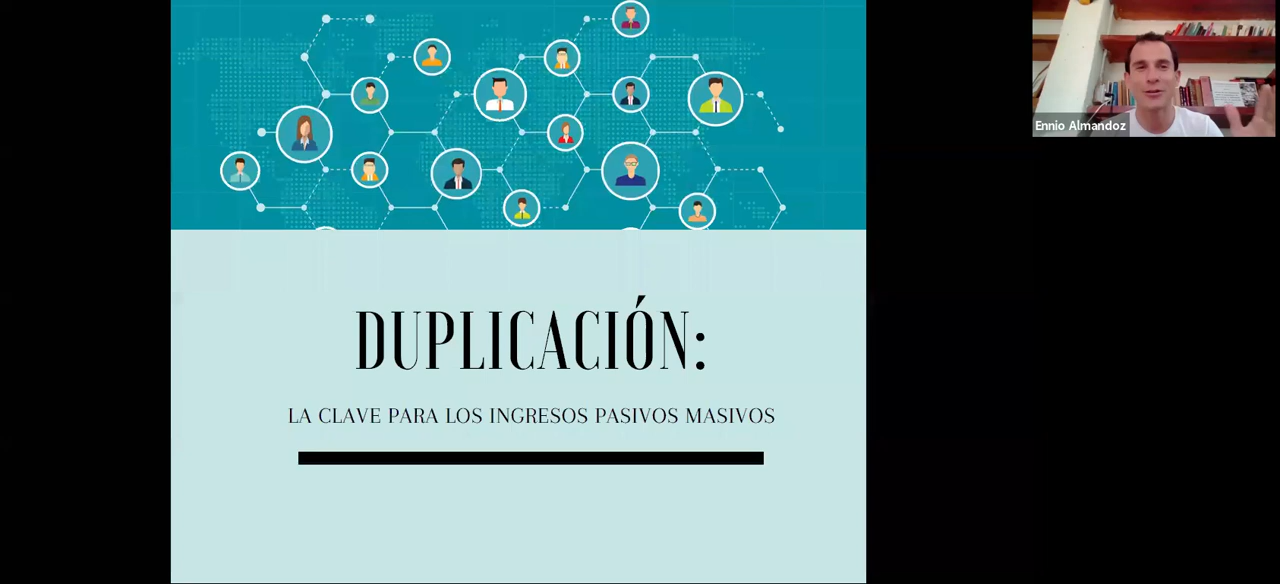 Ennio Almandoz
DUPLICACIÓN:
LA CLAVE PARA LOS INGRESOS PASIVOS MASIVOS